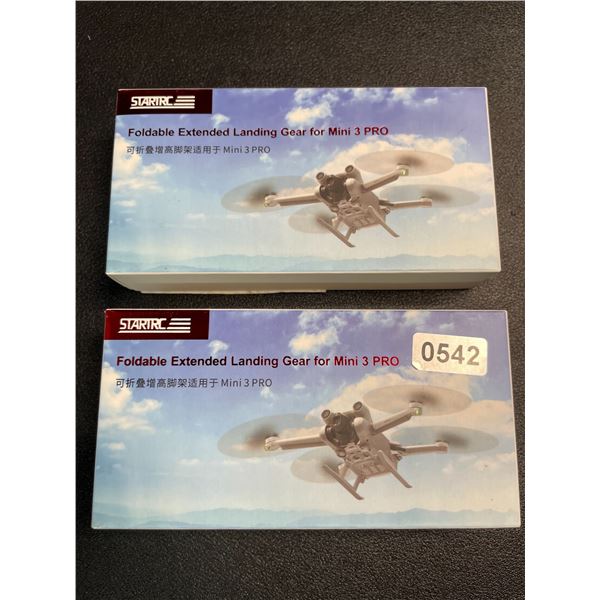 STARTRC
Foldable Extended Landing Gear for Mini 3 PRO
可折叠增高脚架适用于 Mini 3 PRO
STARTRC
Foldable Extended Landing Gear for Mini 3 PRO
0542
可折叠增高脚架适用于 Mini 3 PRO